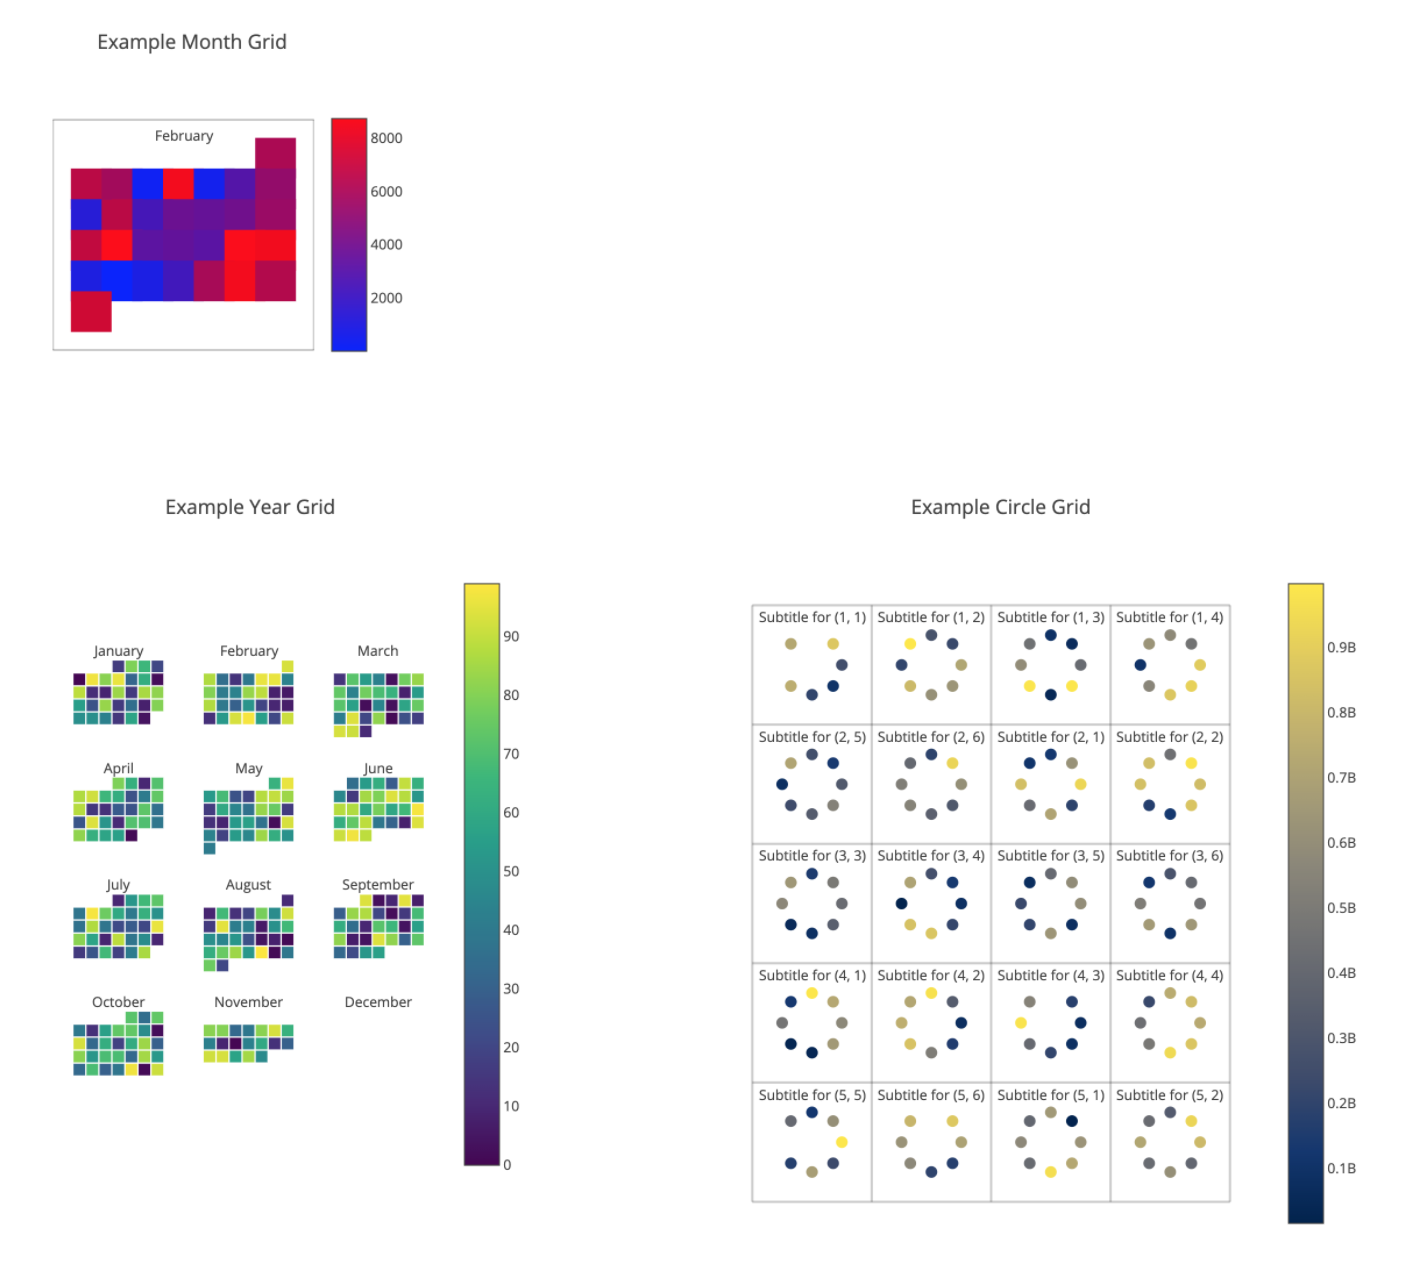 Example Month Grid
February
8000
6000
4000
2000
Example Year Grid
January February March
April May June
July August September
October November December
90
80
70
60
50
40
30
20
10
0
Example Circle Grid
Subtitle for (1, 1) Subtitle for (1, 2) Subtitle for (1, 3) Subtitle for (1, 4)
Subtitle for (2, 5) Subtitle for (2, 6) Subtitle for (2, 1) Subtitle for (2, 2)
Subtitle for (3, 3) Subtitle for (3, 4) Subtitle for (3, 5) Subtitle for (3, 6)
Subtitle for (4, 1) Subtitle for (4, 2) Subtitle for (4, 3) Subtitle for (4, 4)
Subtitle for (5, 5) Subtitle for (5, 6) Subtitle for (5, 1) Subtitle for (5, 2)
0.9B
0.8B
0.7B
0.6B
0.5B
0.4B
0.3B
0.2B
0.1B